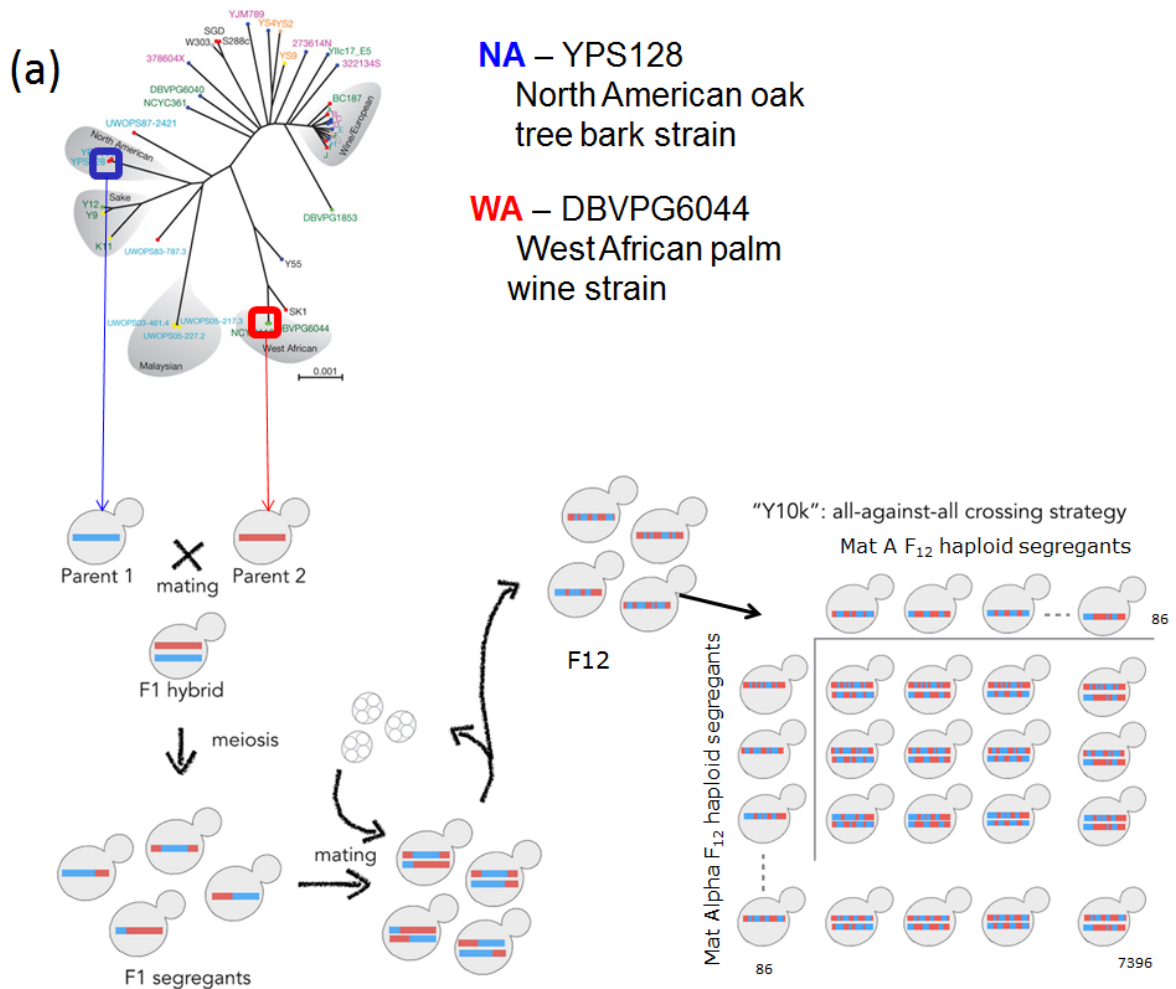 (a)
YJM789
SGD
W303
S288c
YS4
YS2
YS9
273614N
YIIc17_E5
322134S
378604X
DBVPG6040
NCYC361
BC187
Wine/European
UWOPS87-2421
North American
YPS128
Sake
Y12
Y9
K11
UWOPS83-787.3
DBVPG1853
Y55
SK1
UWOPS03-461.4
UWOPS05-217.3
UWOPS05-227.2
Malaysian
DBVPG6044
West African
0.001
NA – YPS128
North American oak
tree bark strain
WA – DBVPG6044
West African palm
wine strain
Parent 1
mating
Parent 2
F1 hybrid
meiosis
F1 segregants
mating
F12
"Y10k": all-against-all crossing strategy
Mat A F12 haploid segregants
86
Mat Alpha F12 haploid segregants
86
7396